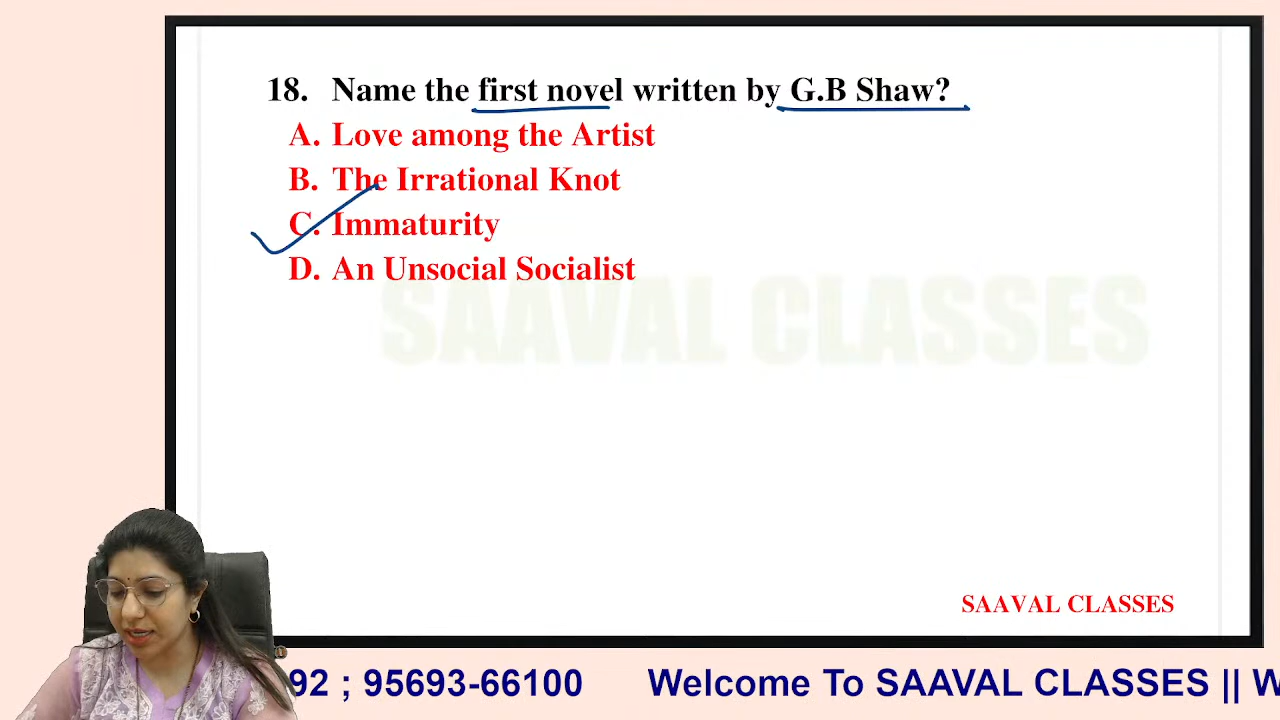 18. Name the first novel written by G.B Shaw?
A. Love among the Artist
B. The Irrational Knot
C. Immaturity
D. An Unsocial Socialist
SAAVAL CLASSES
SAAVAL CLASSES
92 ; 95693-66100 Welcome To SAAVAL CLASSES || W